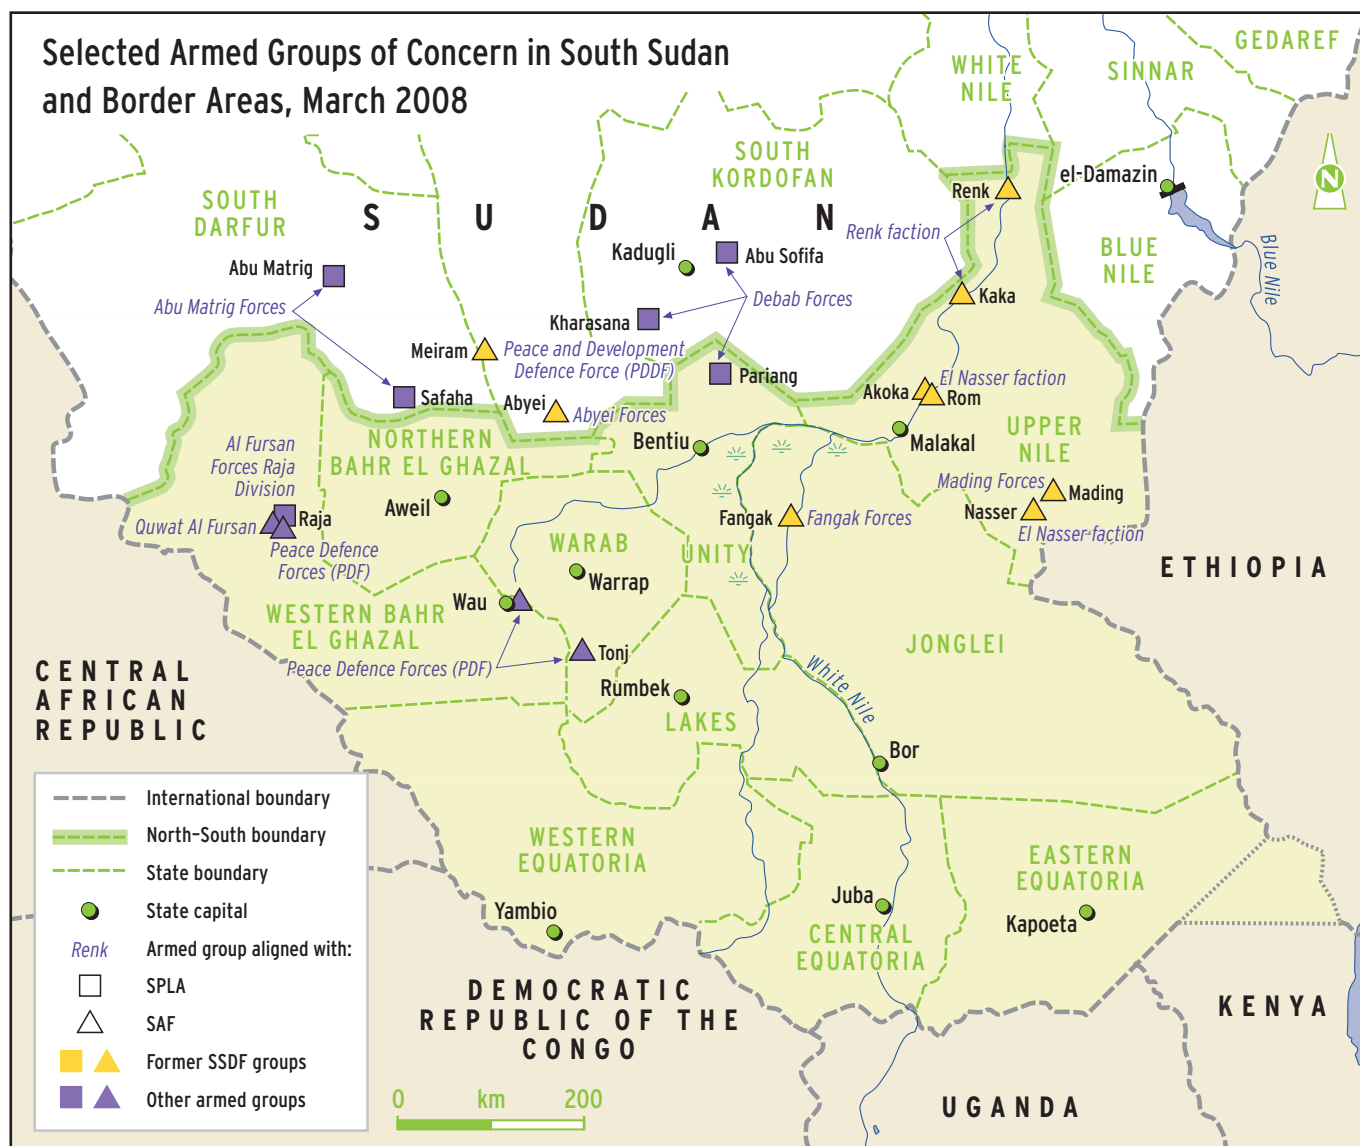 Selected Armed Groups of Concern in South Sudan
and Border Areas, March 2008
GEDAREF
SINNAR
WHITE
NILE
SOUTH
KORDOFAN
SOUTH
DARFUR
SUDAN
el-Damazin
Renk
Renk faction
BLUE
NILE
Blue Nile
N
Kadugli
Abu Sofifa
Abu Matrig
Abu Matrig Forces
Debab Forces
Kaka
Kharasana
Meiram
Peace and Development
Defence Force (PDDF)
Pariang
Safaha
Abyei
Abyei Forces
Akoka
El Nasser faction
Rom
Bentiu
Malakal
UPPER
NILE
NORTHERN
BAHR EL GHAZAL
Al Fursan
Forces Raja
Division
Aweil
Mading Forces
Mading
Nasser
El Nasser faction
Quwat Al Fursan
Raja
Peace Defence
Forces (PDF)
Fangak
Fangak Forces
WARAB
UNITY
Warrap
ETHIOPIA
Wau
WESTERN BAHR
EL GHAZAL
JONGLEI
Tonj
Peace Defence Forces (PDF)
CENTRAL
AFRICAN
REPUBLIC
Rumbek
LAKES
White Nile
Bor
WESTERN
EQUATORIA
EASTERN
EQUATORIA
Yambio
Juba
Kapoeta
CENTRAL
EQUATORIA
DEMOCRATIC
REPUBLIC OF THE
CONGO
KENYA
UGANDA
International boundary
North–South boundary
State boundary
State capital
Renk Armed group aligned with:
SPLA
SAF
Former SSDF groups
Other armed groups
0 km 200